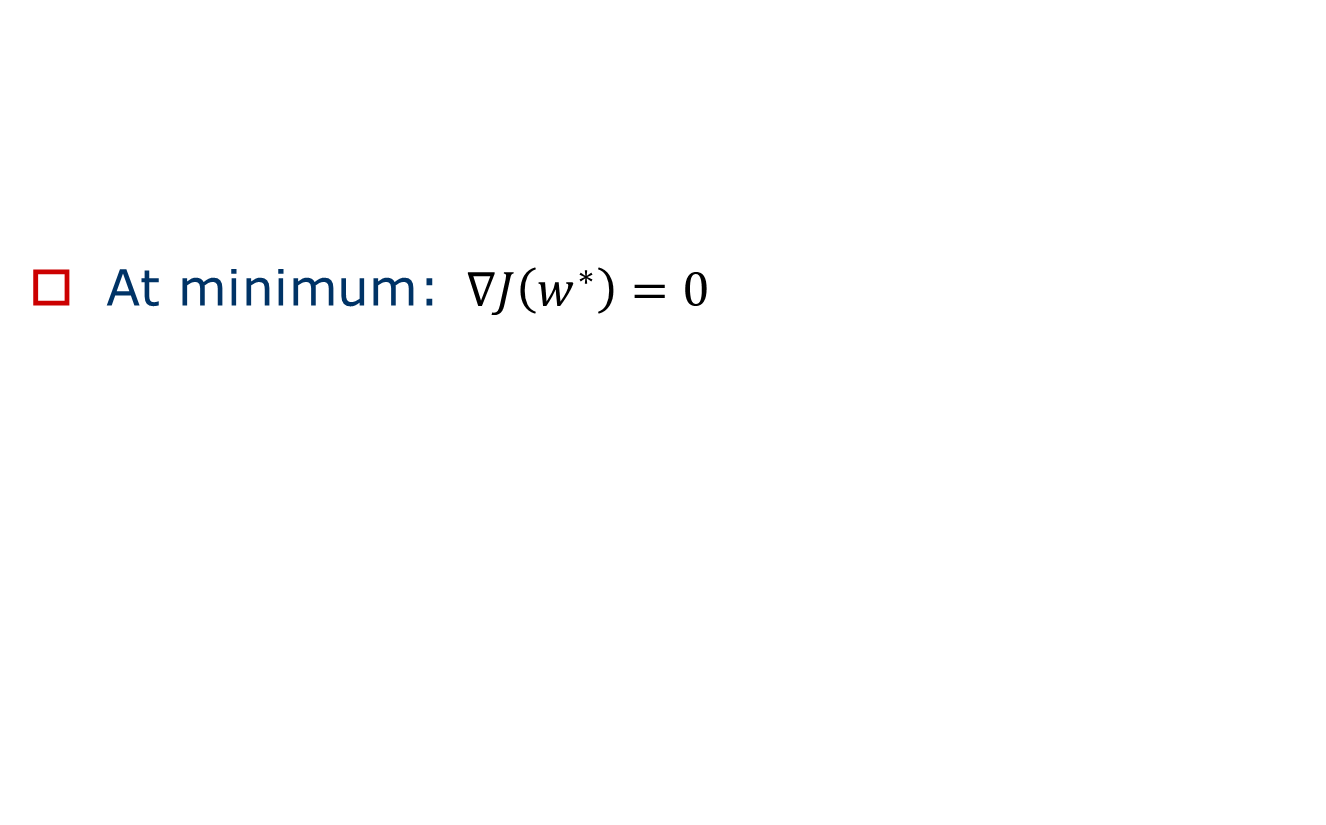 At minimum: ∇J(w*) = 0